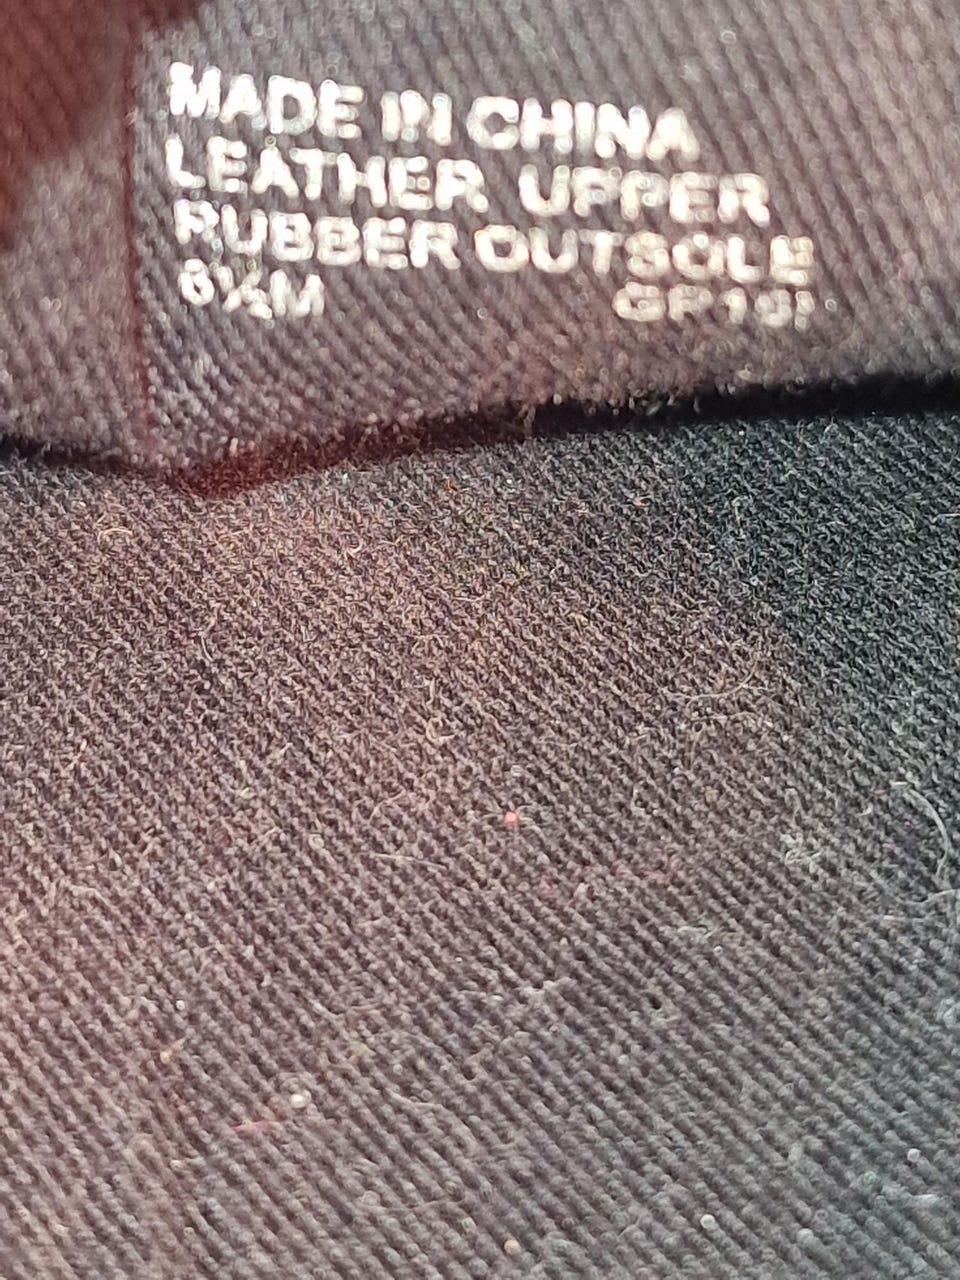 MADE IN CHINA
LEATHER UPPER
RUBBER OUTSOLE
6½M